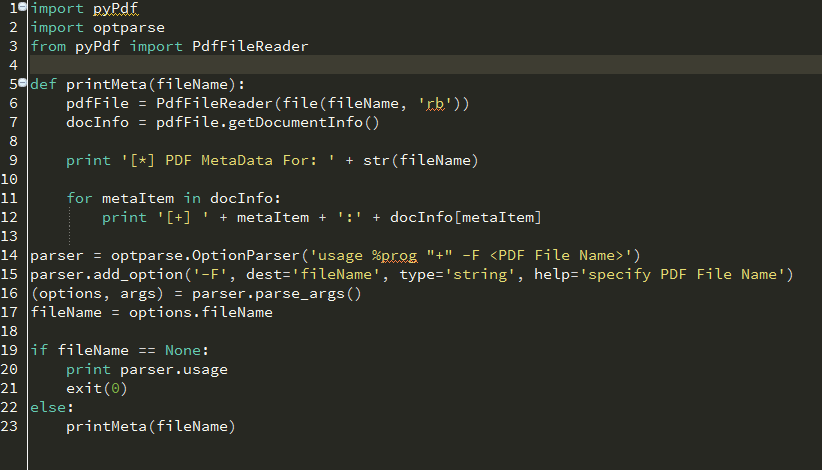 1 import pyPdf
2 import optparse
3 from pyPdf import PdfFileReader
4
5 def printMeta(fileName):
6     pdfFile = PdfFileReader(file(fileName, 'rb'))
7     docInfo = pdfFile.getDocumentInfo()
8
9     print '[*] PDF MetaData For: ' + str(fileName)
10
11     for metaItem in docInfo:
12         print '[+] ' + metaItem + ':' + docInfo[metaItem]
13
14 parser = optparse.OptionParser('usage %prog "+" -F <PDF File Name>')
15 parser.add_option('-F', dest='fileName', type='string', help='specify PDF File Name')
16 (options, args) = parser.parse_args()
17 fileName = options.fileName
18
19 if fileName == None:
20     print parser.usage
21     exit(0)
22 else:
23     printMeta(fileName)